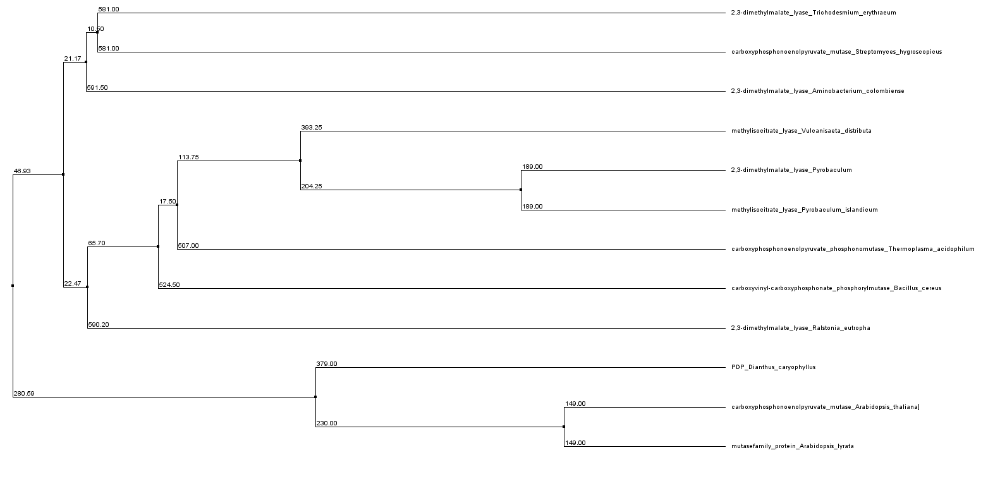 581.00
2,3-dimethylmalate_lyase_Trichodesmium_erythraeum
10.50
581.00
carboxyphosphonoenolpyruvate_mutase_Streptomyces_hygroscopicus
21.17
591.50
2,3-dimethylmalate_lyase_Aminobacterium_colombiense
393.25
methylisocitrate_lyase_Vulcanisaeta_distributa
113.75
46.93
189.00
2,3-dimethylmalate_lyase_Pyrobaculum
204.25
17.50
189.00
methylisocitrate_lyase_Pyrobaculum_islandicum
65.70
507.00
carboxyphosphonoenolpyruvate_phosphonomutase_Thermoplasma_acidophilum
22.47
524.50
carboxyvinyl-carboxyphosphonate_phosphorylmutase_Bacillus_cereus
590.20
2,3-dimethylmalate_lyase_Ralstonia_eutropha
379.00
PDP_Dianthus_caryophyllus
280.59
149.00
carboxyphosphonoenolpyruvate_mutase_Arabidopsis_thaliana]
230.00
149.00
mutasefamily_protein_Arabidopsis_lyrata